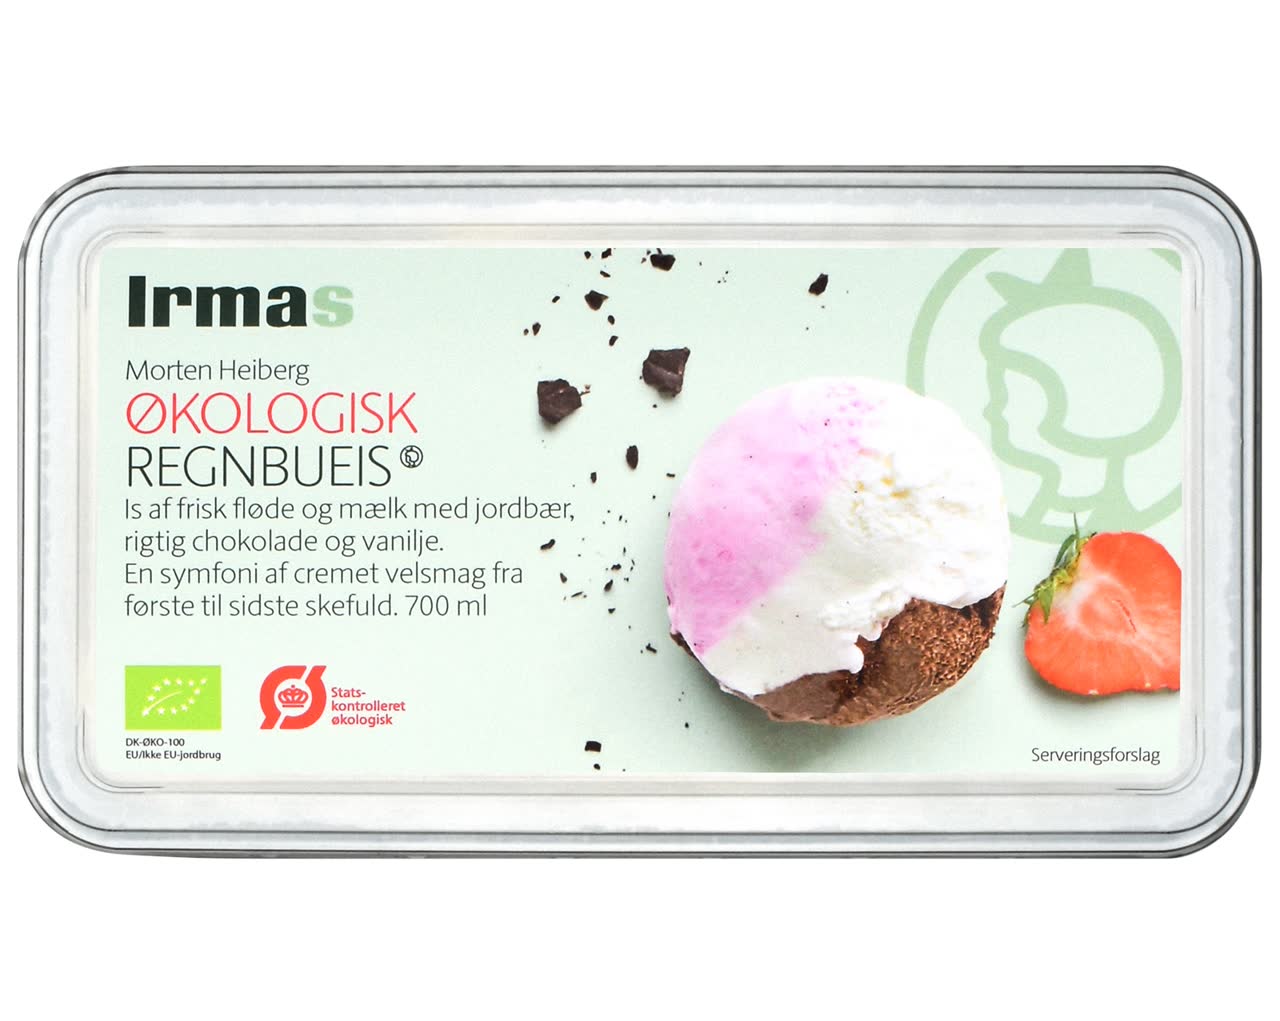 Irmas
Morten Heiberg
ØKOLOGISK
REGNBUEIS
Is af frisk fløde og mælk med jordbær,
rigtig chokolade og vanilje.
En symfoni af cremet velsmag fra
første til sidste skefuld. 700 ml
Ø
Stats-
kontrolleret
økologisk
DK-ØKO-100
EU/Ikke EU-jordbrug
Serveringsforslag